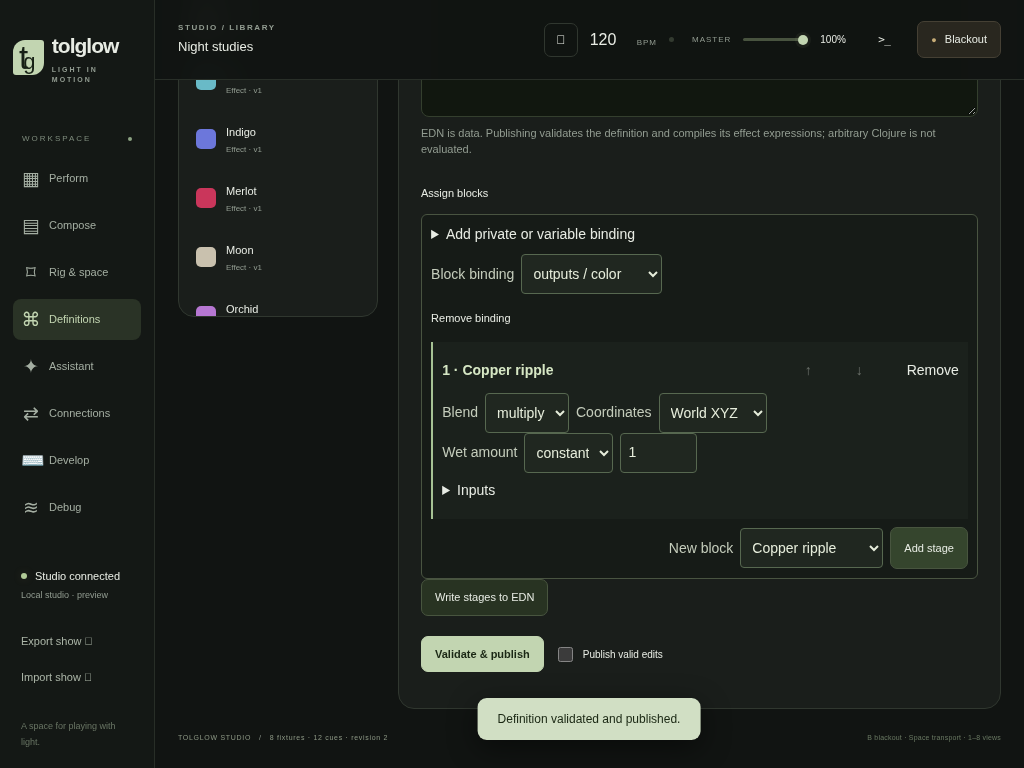 tg tolglow
LIGHT IN
MOTION
STUDIO / LIBRARY
Night studies
120 BPM
MASTER 100%
>_
Blackout
WORKSPACE
Perform
Compose
Rig & space
Definitions
Assistant
Connections
Develop
Debug
Studio connected
Local studio · preview
Export show
Import show
A space for playing with
light.
Effect · v1
Indigo
Effect · v1
Merlot
Effect · v1
Moon
Effect · v1
Orchid
EDN is data. Publishing validates the definition and compiles its effect expressions; arbitrary Clojure is not
evaluated.
Assign blocks
Add private or variable binding
Block binding outputs / color
Remove binding
1 · Copper ripple ↑ ↓ Remove
Blend multiply Coordinates World XYZ
Wet amount constant 1
Inputs
New block Copper ripple Add stage
Write stages to EDN
Validate & publish Publish valid edits
Definition validated and published.
TOLGLOW STUDIO / 8 fixtures · 12 cues · revision 2
B blackout · Space transport · 1–8 views